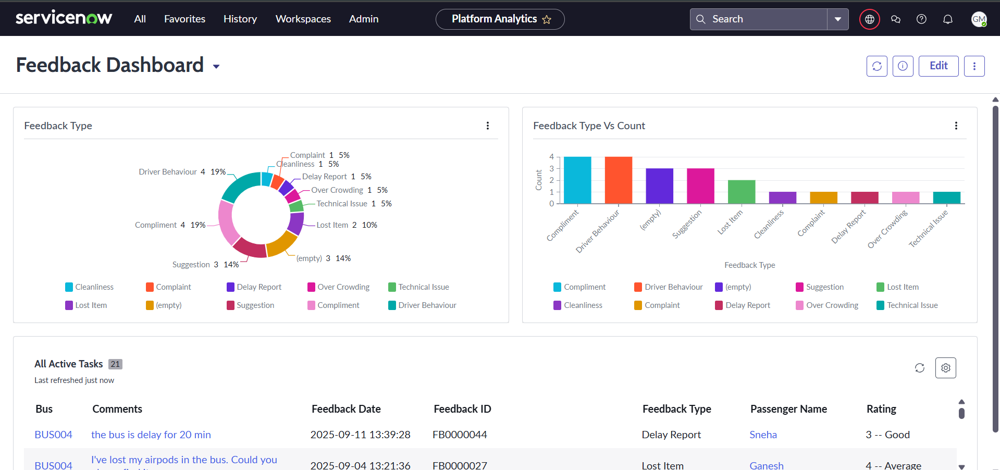 servicenow All Favorites History Workspaces Admin Platform Analytics Search GM
Feedback Dashboard Edit
Feedback Type
Complaint 1 5%
Cleanliness 1 5%
Driver Behaviour 4 19%
Delay Report 1 5%
Over Crowding 1 5%
Technical Issue 1 5%
Compliment 4 19%
Lost Item 2 10%
(empty) 3 14%
Suggestion 3 14%
Cleanliness Complaint Delay Report Over Crowding Technical Issue
Lost Item (empty) Suggestion Compliment Driver Behaviour
Feedback Type Vs Count
Count
4
3
2
1
0
Compliment Driver Behaviour (empty) Suggestion Lost Item Cleanliness Complaint Delay Report Over Crowding Technical Issue
Feedback Type
Compliment Driver Behaviour (empty) Suggestion Lost Item
Cleanliness Complaint Delay Report Over Crowding Technical Issue
All Active Tasks 21
Last refreshed just now
Bus Comments Feedback Date Feedback ID Feedback Type Passenger Name Rating
BUS004 the bus is delay for 20 min 2025-09-11 13:39:28 FB0000044 Delay Report Sneha 3 -- Good
BUS004 I've lost my airpods in the bus. Could you 2025-09-04 13:21:36 FB0000027 Lost Item Ganesh 4 -- Average